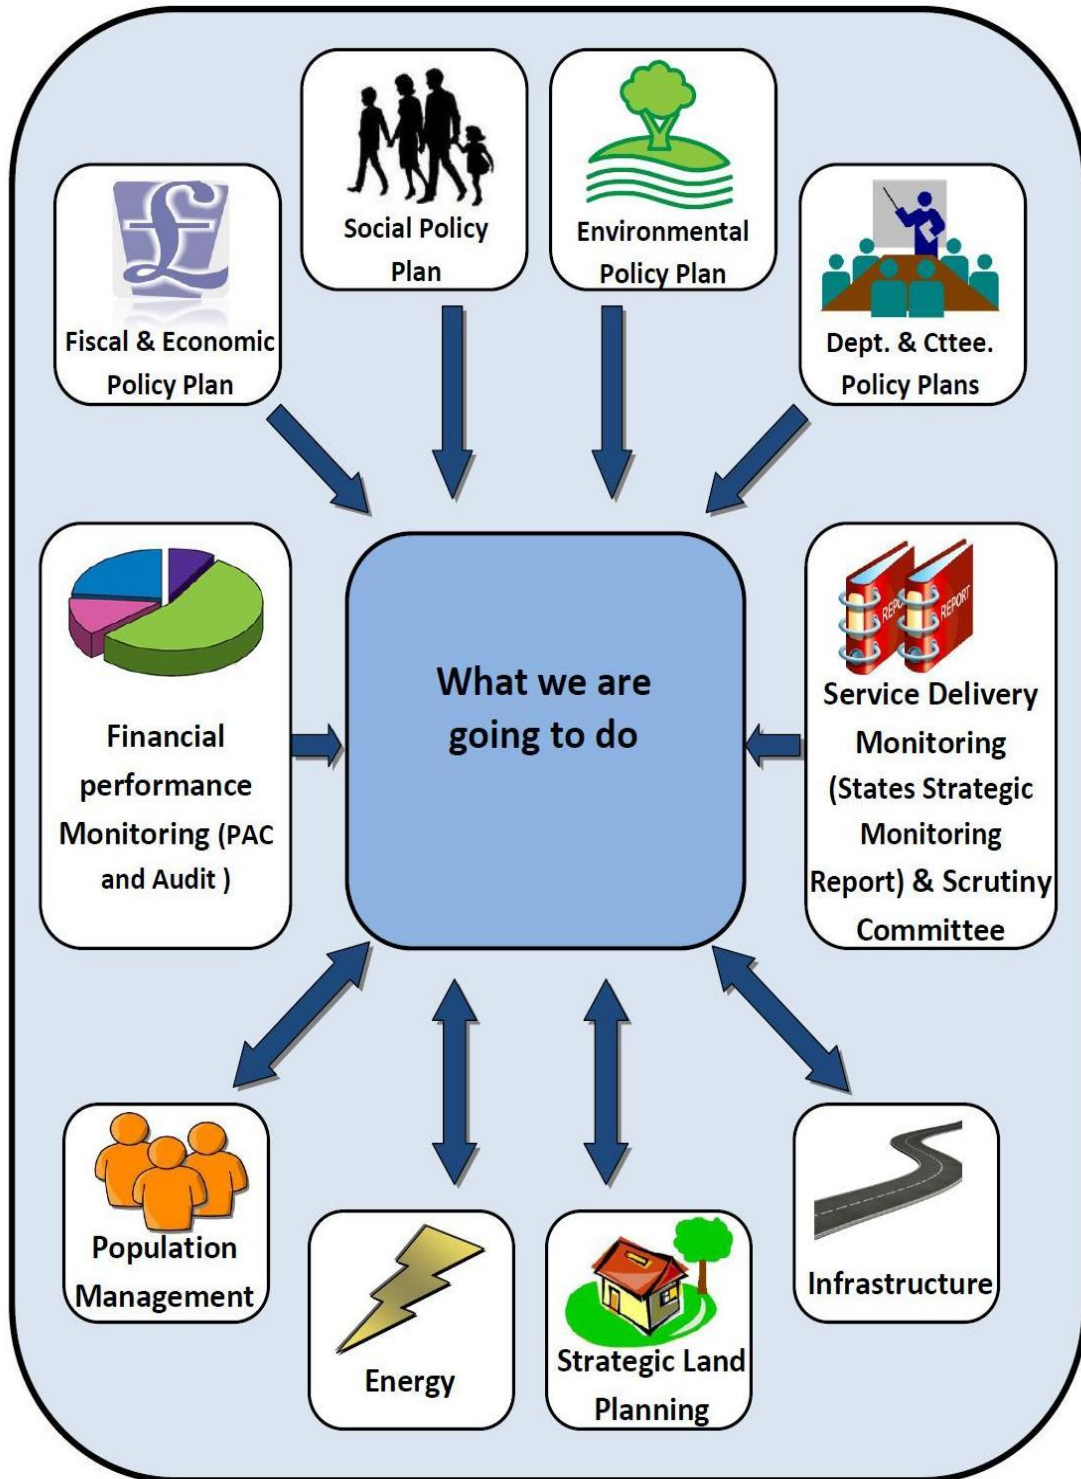 Social Policy
Plan
Environmental
Policy Plan
Fiscal & Economic
Policy Plan
Dept. & Cttee.
Policy Plans
What we are
going to do
Financial
performance
Monitoring (PAC
and Audit )
REPORT
REPORT
Service Delivery
Monitoring
(States Strategic
Monitoring
Report) & Scrutiny
Committee
Population
Management
Energy
Strategic Land
Planning
Infrastructure